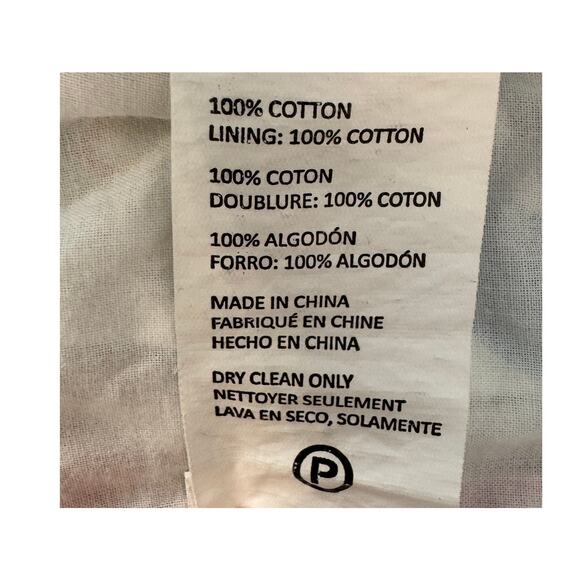 100% COTTON
LINING: 100% COTTON
100% COTON
DOUBLURE: 100% COTON
100% ALGODÓN
FORRO: 100% ALGODÓN
MADE IN CHINA
FABRIQUÉ EN CHINE
HECHO EN CHINA
DRY CLEAN ONLY
NETTOYER SEULEMENT
LAVA EN SECO, SOLAMENTE
P